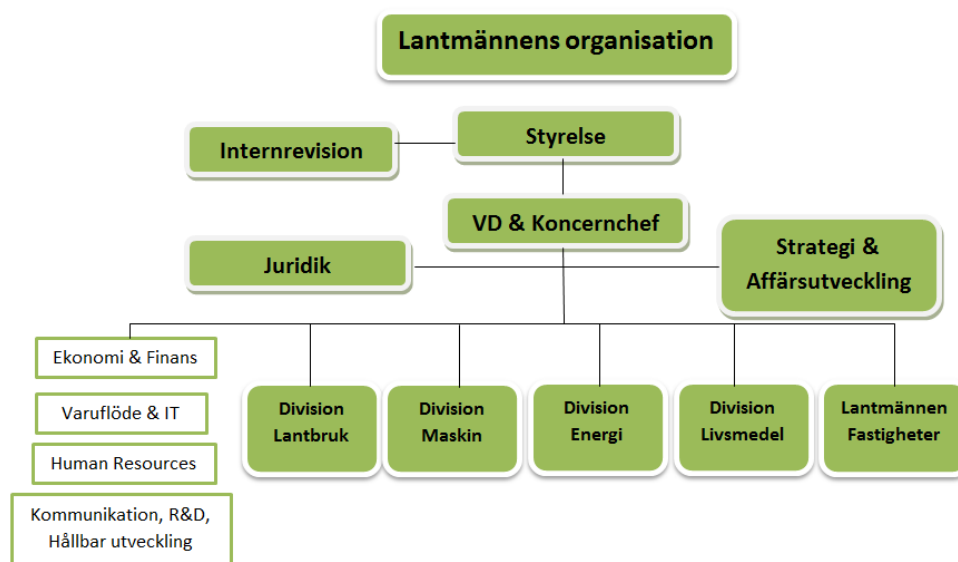 Lantmännens organisation
Internrevision
Styrelse
VD & Koncernchef
Juridik
Strategi &
Affärsutveckling
Ekonomi & Finans
Varuflöde & IT
Human Resources
Kommunikation, R&D,
Hållbar utveckling
Division
Lantbruk
Division
Maskin
Division
Energi
Division
Livsmedel
Lantmännen
Fastigheter